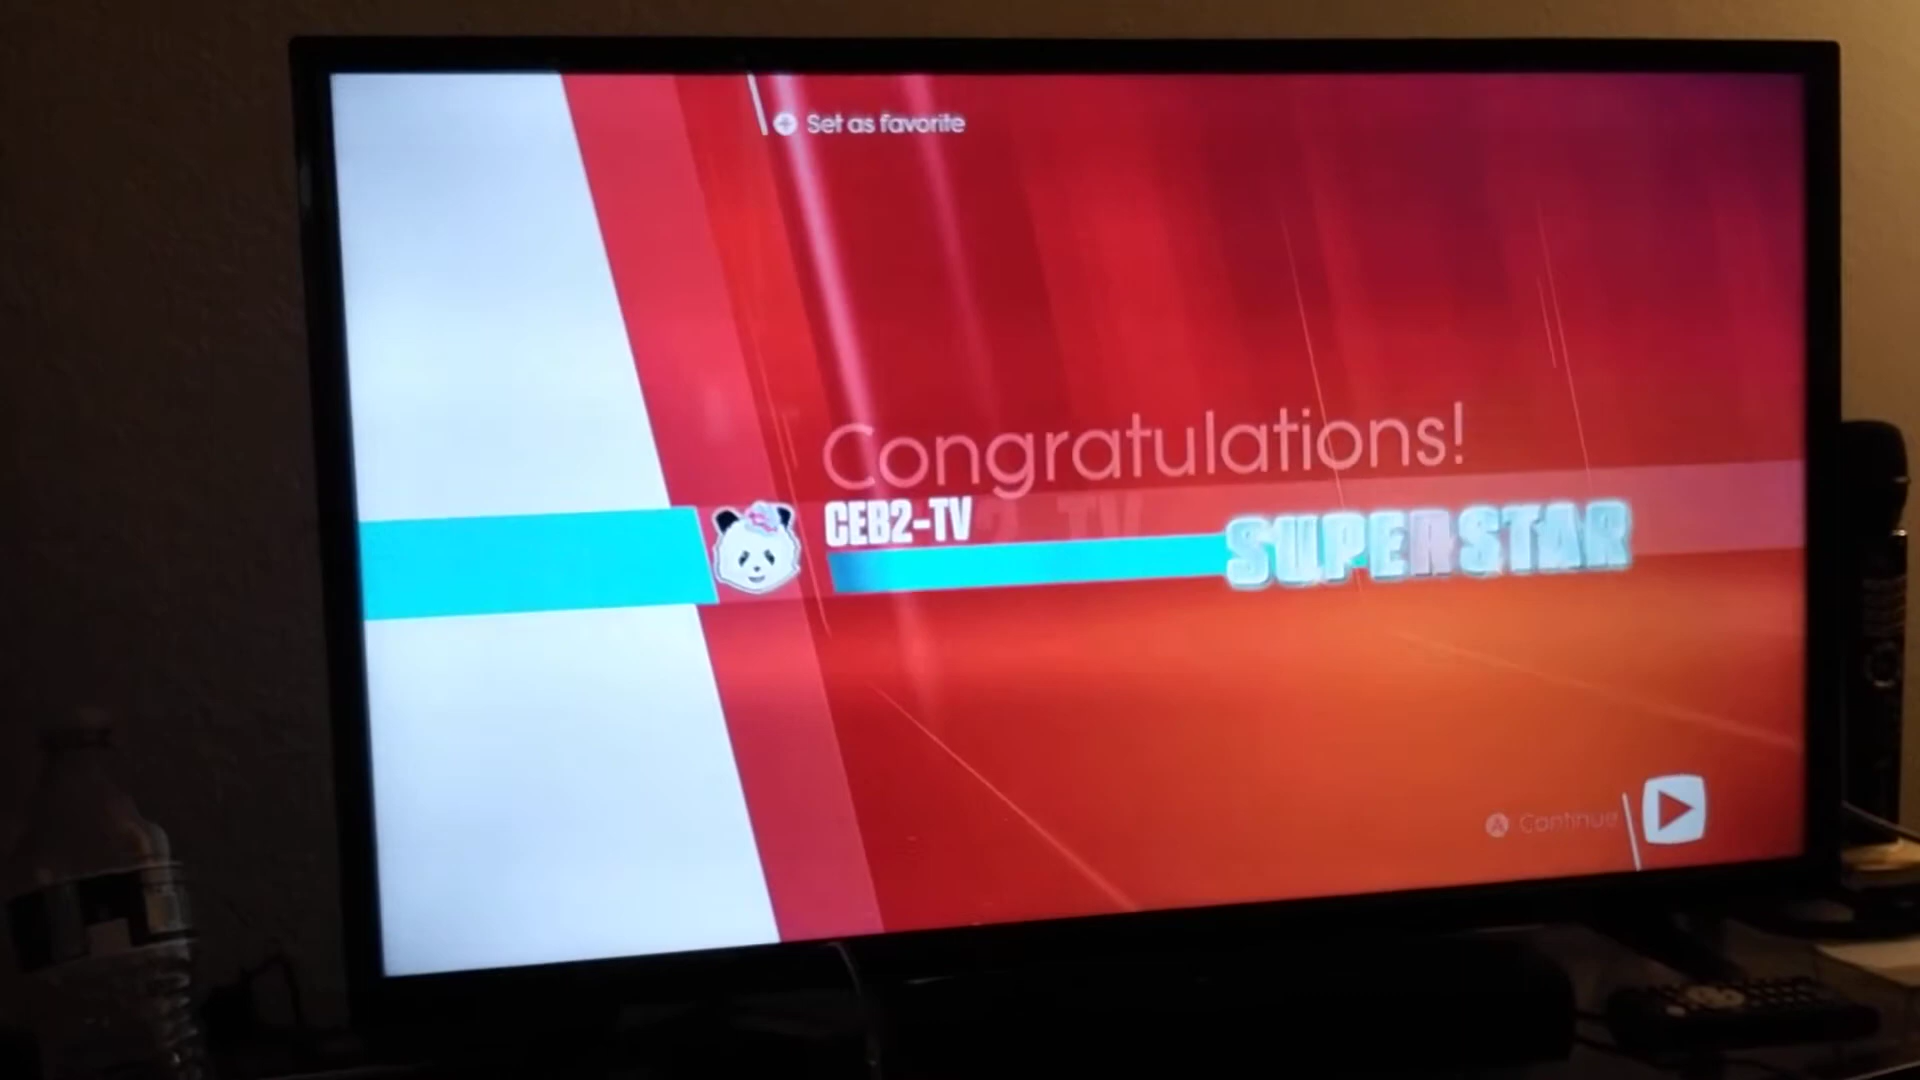 Set as favorite
Congratulations!
CEB2-TV
SUPERSTAR
Continue